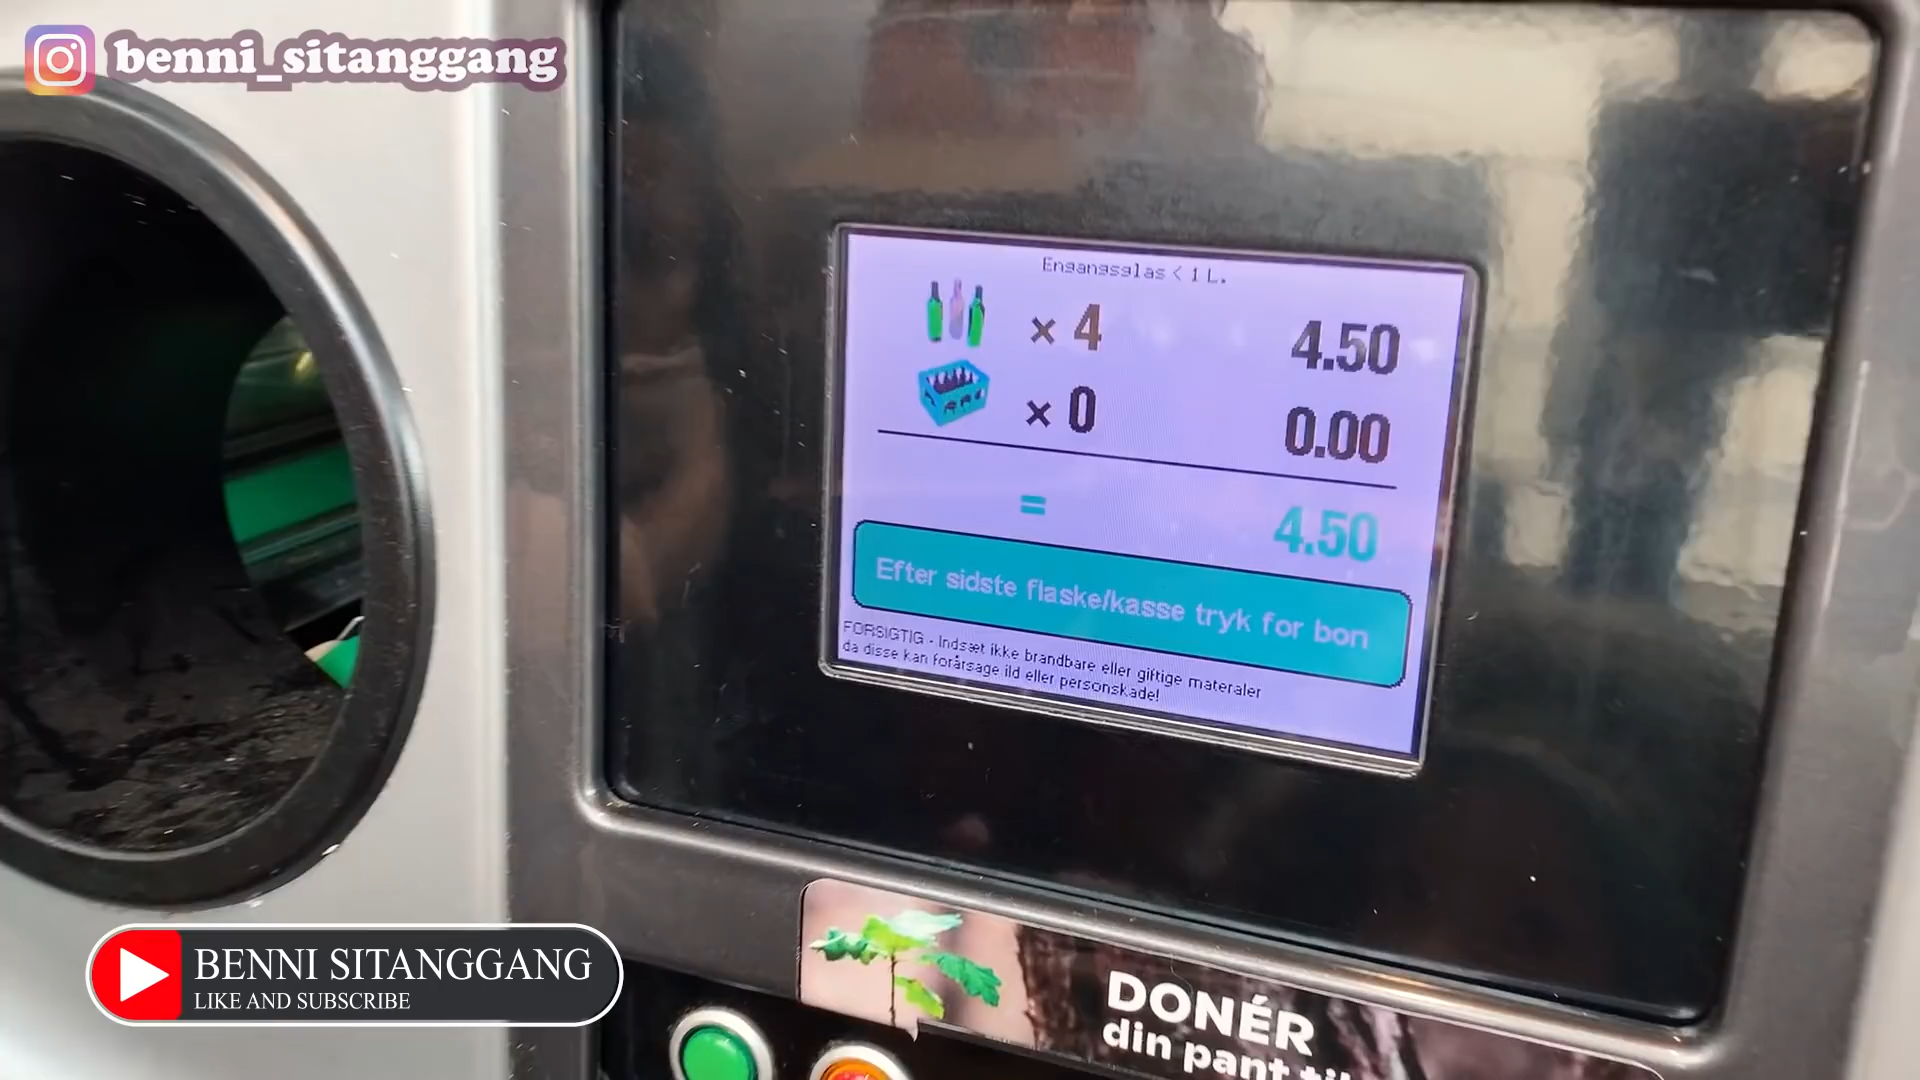 benni_sitanggang
Engangsglas < 1 L.
× 4 4.50
× 0 0.00
= 4.50
Efter sidste flaske/kasse tryk for bon
FORSIGTIG - Indsæt ikke brandbare eller giftige materaler
da disse kan forårsage ild eller personskade!
BENNI SITANGGANG
LIKE AND SUBSCRIBE
DONÉR
din pant til